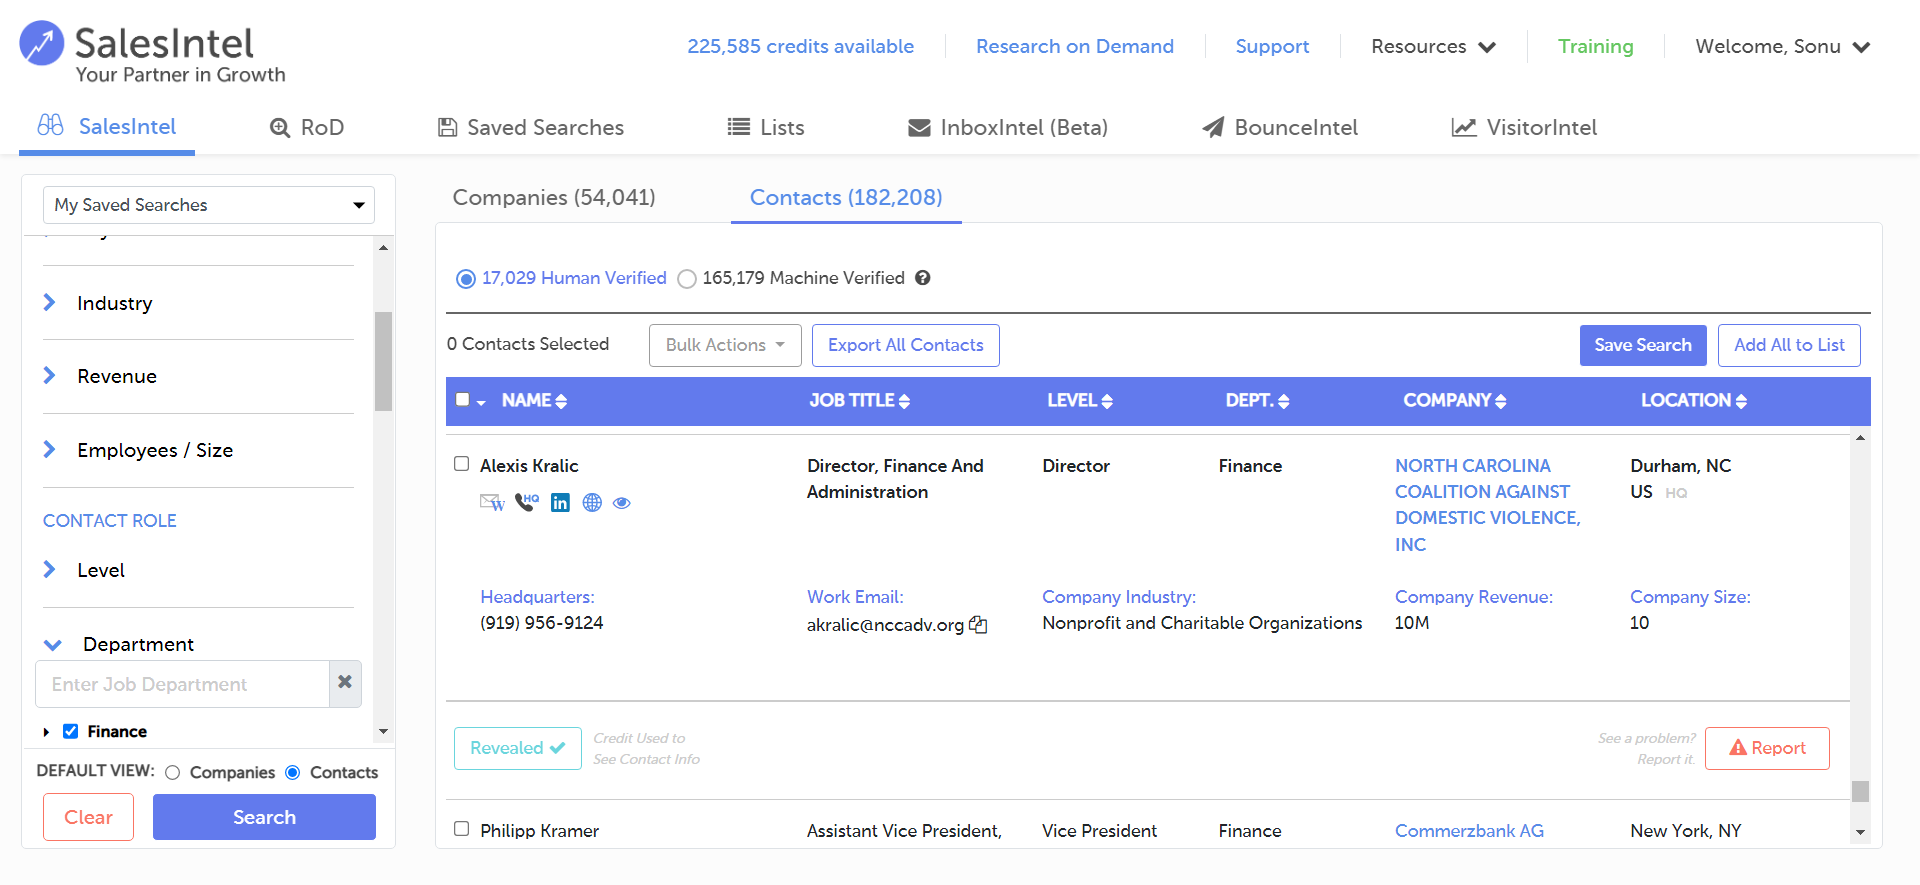 SalesIntel
Your Partner in Growth
225,585 credits available
Research on Demand
Support
Resources
Training
Welcome, Sonu
SalesIntel
RoD
Saved Searches
Lists
InboxIntel (Beta)
BounceIntel
VisitorIntel
My Saved Searches
Industry
Revenue
Employees / Size
CONTACT ROLE
Level
Department
Enter Job Department
Finance
DEFAULT VIEW: Companies Contacts
Clear
Search
Companies (54,041)
Contacts (182,208)
17,029 Human Verified
165,179 Machine Verified
0 Contacts Selected
Bulk Actions
Export All Contacts
Save Search
Add All to List
NAME
JOB TITLE
LEVEL
DEPT.
COMPANY
LOCATION
Alexis Kralic
HQ
Director, Finance And
Administration
Director
Finance
NORTH CAROLINA
COALITION AGAINST
DOMESTIC VIOLENCE,
INC
Durham, NC
US HQ
Headquarters:
(919) 956-9124
Work Email:
akralic@nccadv.org
Company Industry:
Nonprofit and Charitable Organizations
Company Revenue:
10M
Company Size:
10
Revealed
Credit Used to
See Contact Info
See a problem?
Report it.
Report
Philipp Kramer
Assistant Vice President,
Vice President
Finance
Commerzbank AG
New York, NY